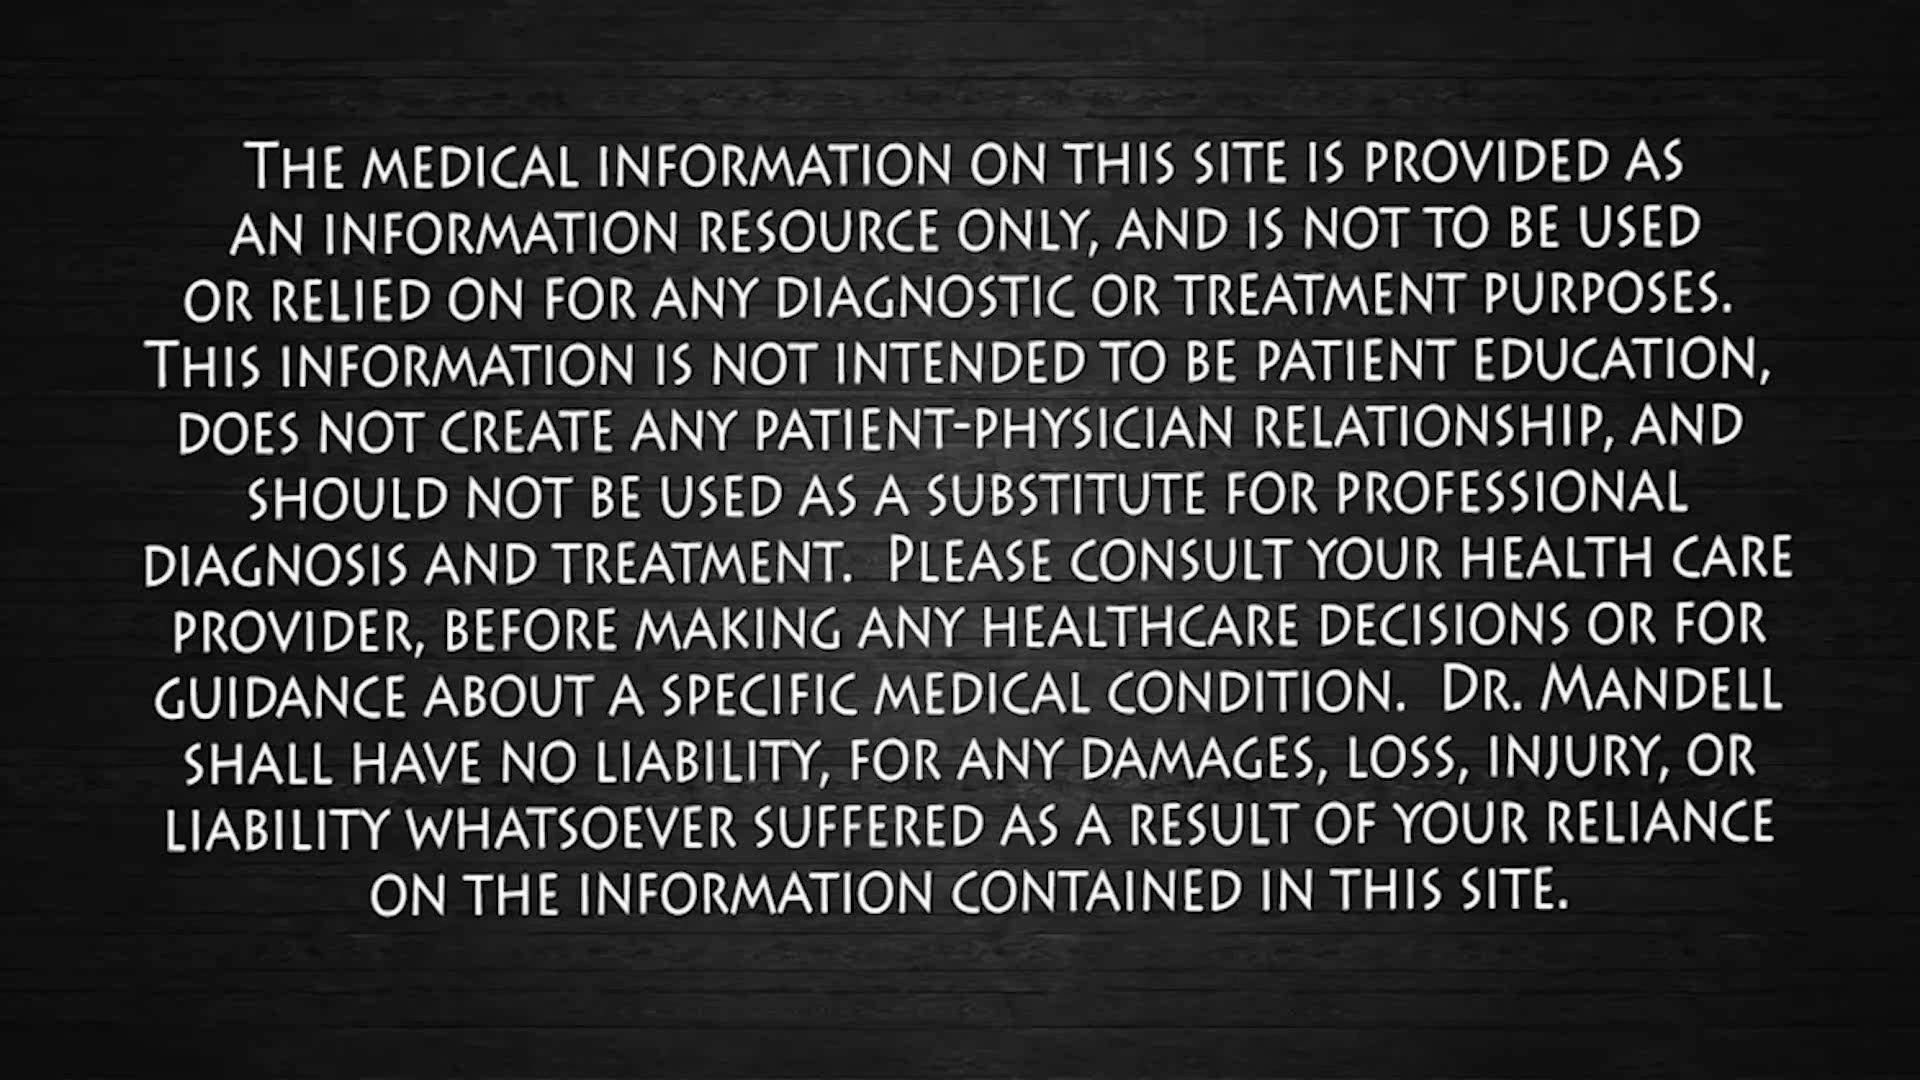 The medical information on this site is provided as
an information resource only, and is not to be used
or relied on for any diagnostic or treatment purposes.
This information is not intended to be patient education,
does not create any patient-physician relationship, and
should not be used as a substitute for professional
diagnosis and treatment.  Please consult your health care
provider, before making any healthcare decisions or for
guidance about a specific medical condition.  Dr. Mandell
shall have no liability, for any damages, loss, injury, or
liability whatsoever suffered as a result of your reliance
on the information contained in this site.